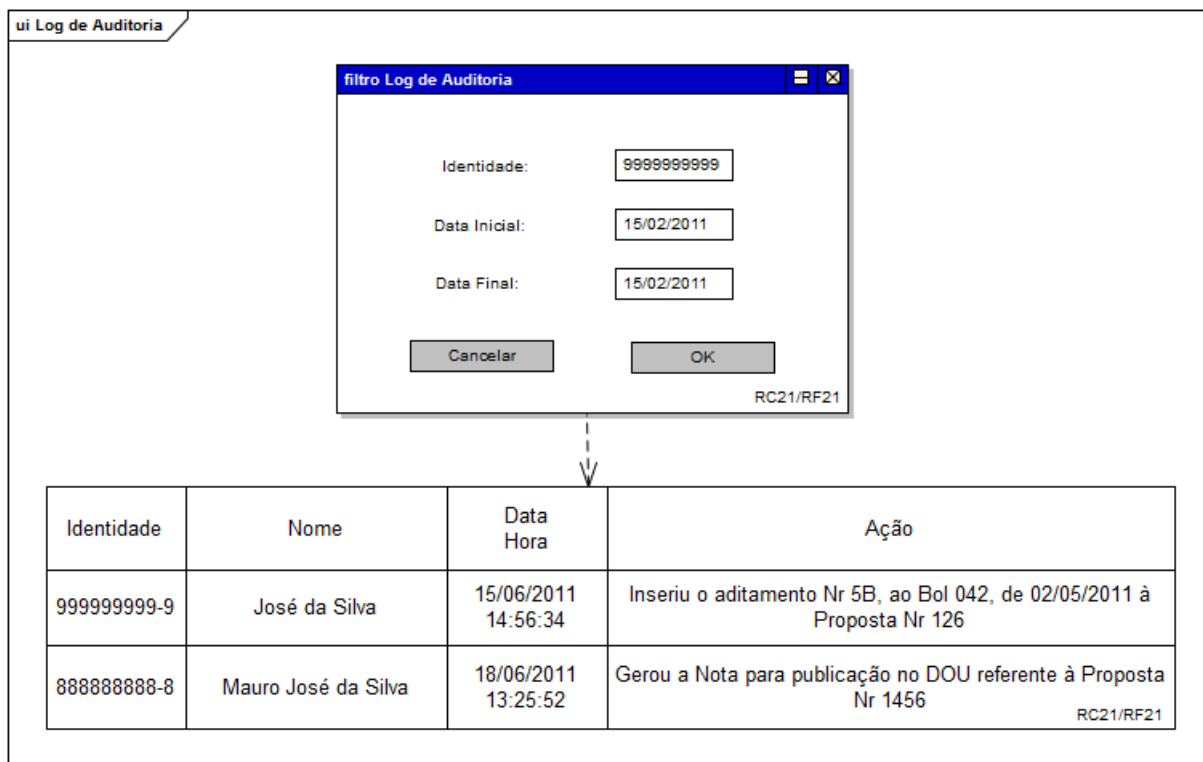 ui Log de Auditoria
filtro Log de Auditoria
Identidade: 9999999999
Data Inicial: 15/02/2011
Data Final: 15/02/2011
Cancelar OK
RC21/RF21
Identidade Nome Data Hora Ação
999999999-9 José da Silva 15/06/2011 14:56:34 Inseriu o aditamento Nr 5B, ao Bol 042, de 02/05/2011 à
Proposta Nr 126
888888888-8 Mauro José da Silva 18/06/2011 13:25:52 Gerou a Nota para publicação no DOU referente à Proposta
Nr 1456
RC21/RF21